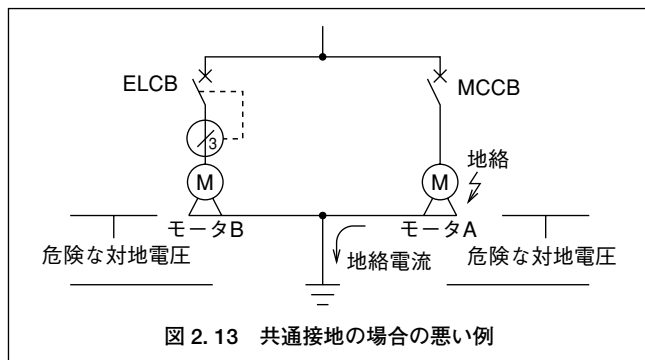 ELCB
MCCB
3
地絡
M
M
モータB
モータA
危険な対地電圧
地絡電流
危険な対地電圧
図 2. 13 共通接地の場合の悪い例